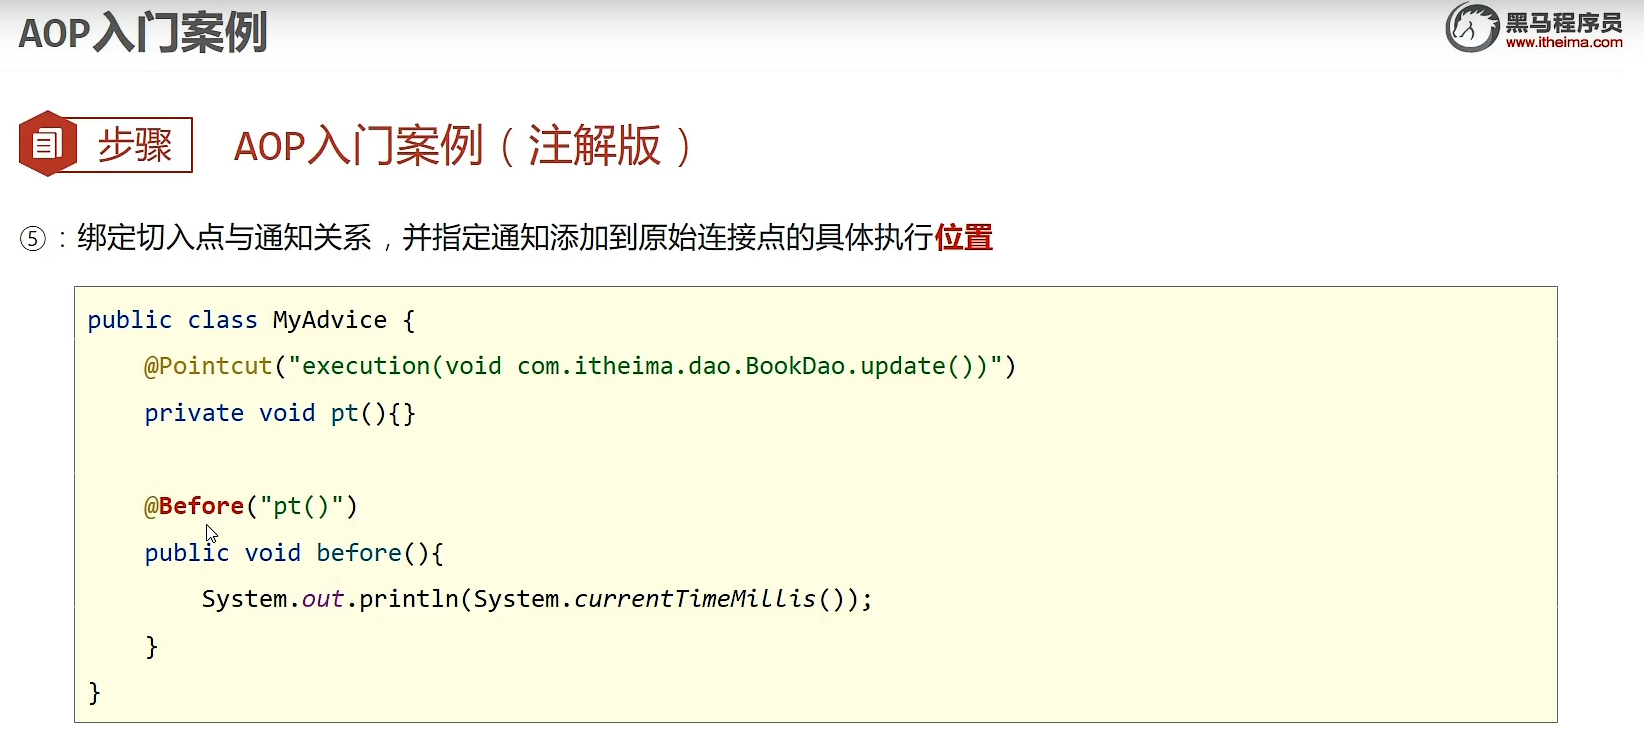 AOP入门案例
黑马程序员
www.itheima.com
步骤
AOP入门案例（注解版）
⑤：绑定切入点与通知关系，并指定通知添加到原始连接点的具体执行位置
public class MyAdvice {
    @Pointcut("execution(void com.itheima.dao.BookDao.update())")
    private void pt(){}
    @Before("pt()")
    public void before(){
        System.out.println(System.currentTimeMillis());
    }
}